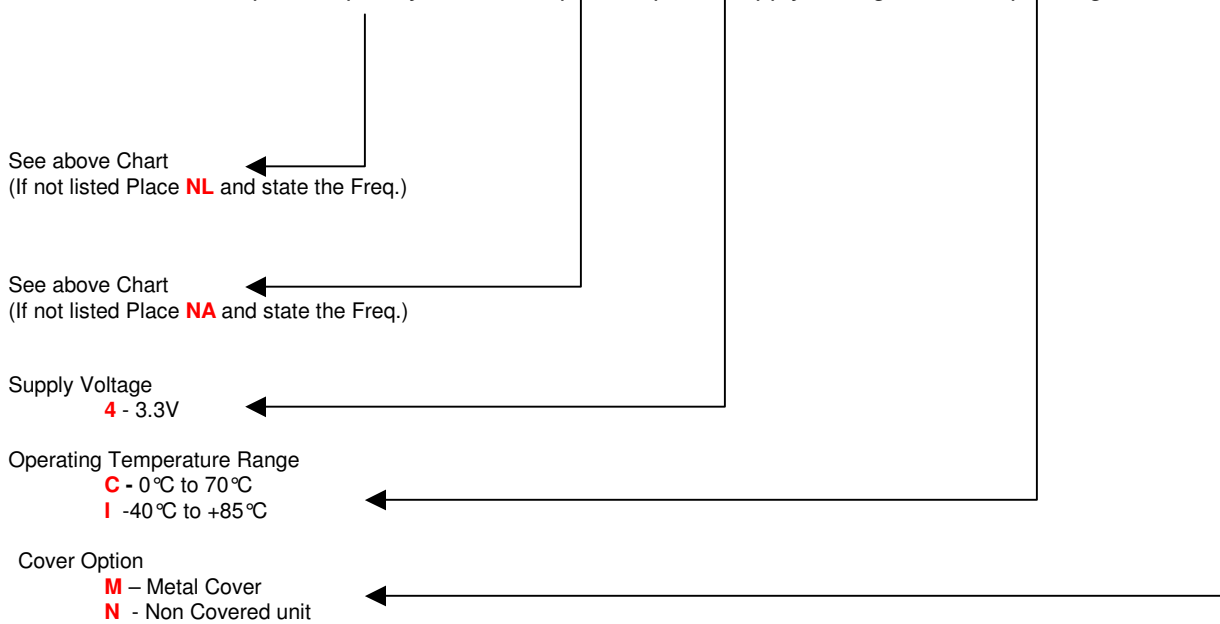 See above Chart
(If not listed Place NL and state the Freq.)
See above Chart
(If not listed Place NA and state the Freq.)
Supply Voltage
4 - 3.3V
Operating Temperature Range
C - 0°C to 70°C
I -40°C to +85°C
Cover Option
M – Metal Cover
N - Non Covered unit